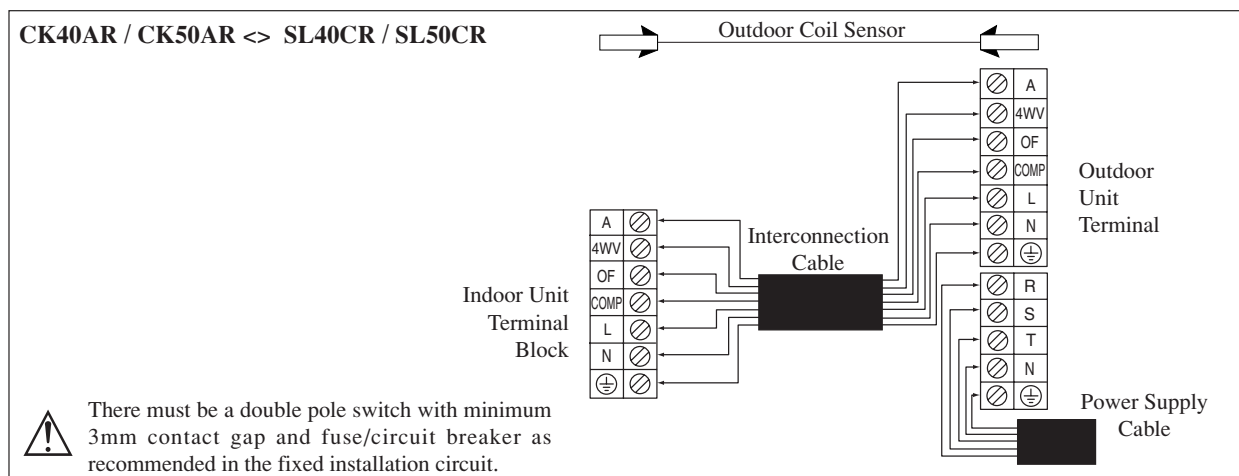 CK40AR / CK50AR <> SL40CR / SL50CR
Outdoor Coil Sensor
A
4WV
OF
COMP
L
N
Outdoor
Unit
Terminal
Interconnection
Cable
A
4WV
OF
COMP
L
N
Indoor Unit
Terminal
Block
R
S
T
N
Power Supply
Cable
There must be a double pole switch with minimum
3mm contact gap and fuse/circuit breaker as
recommended in the fixed installation circuit.